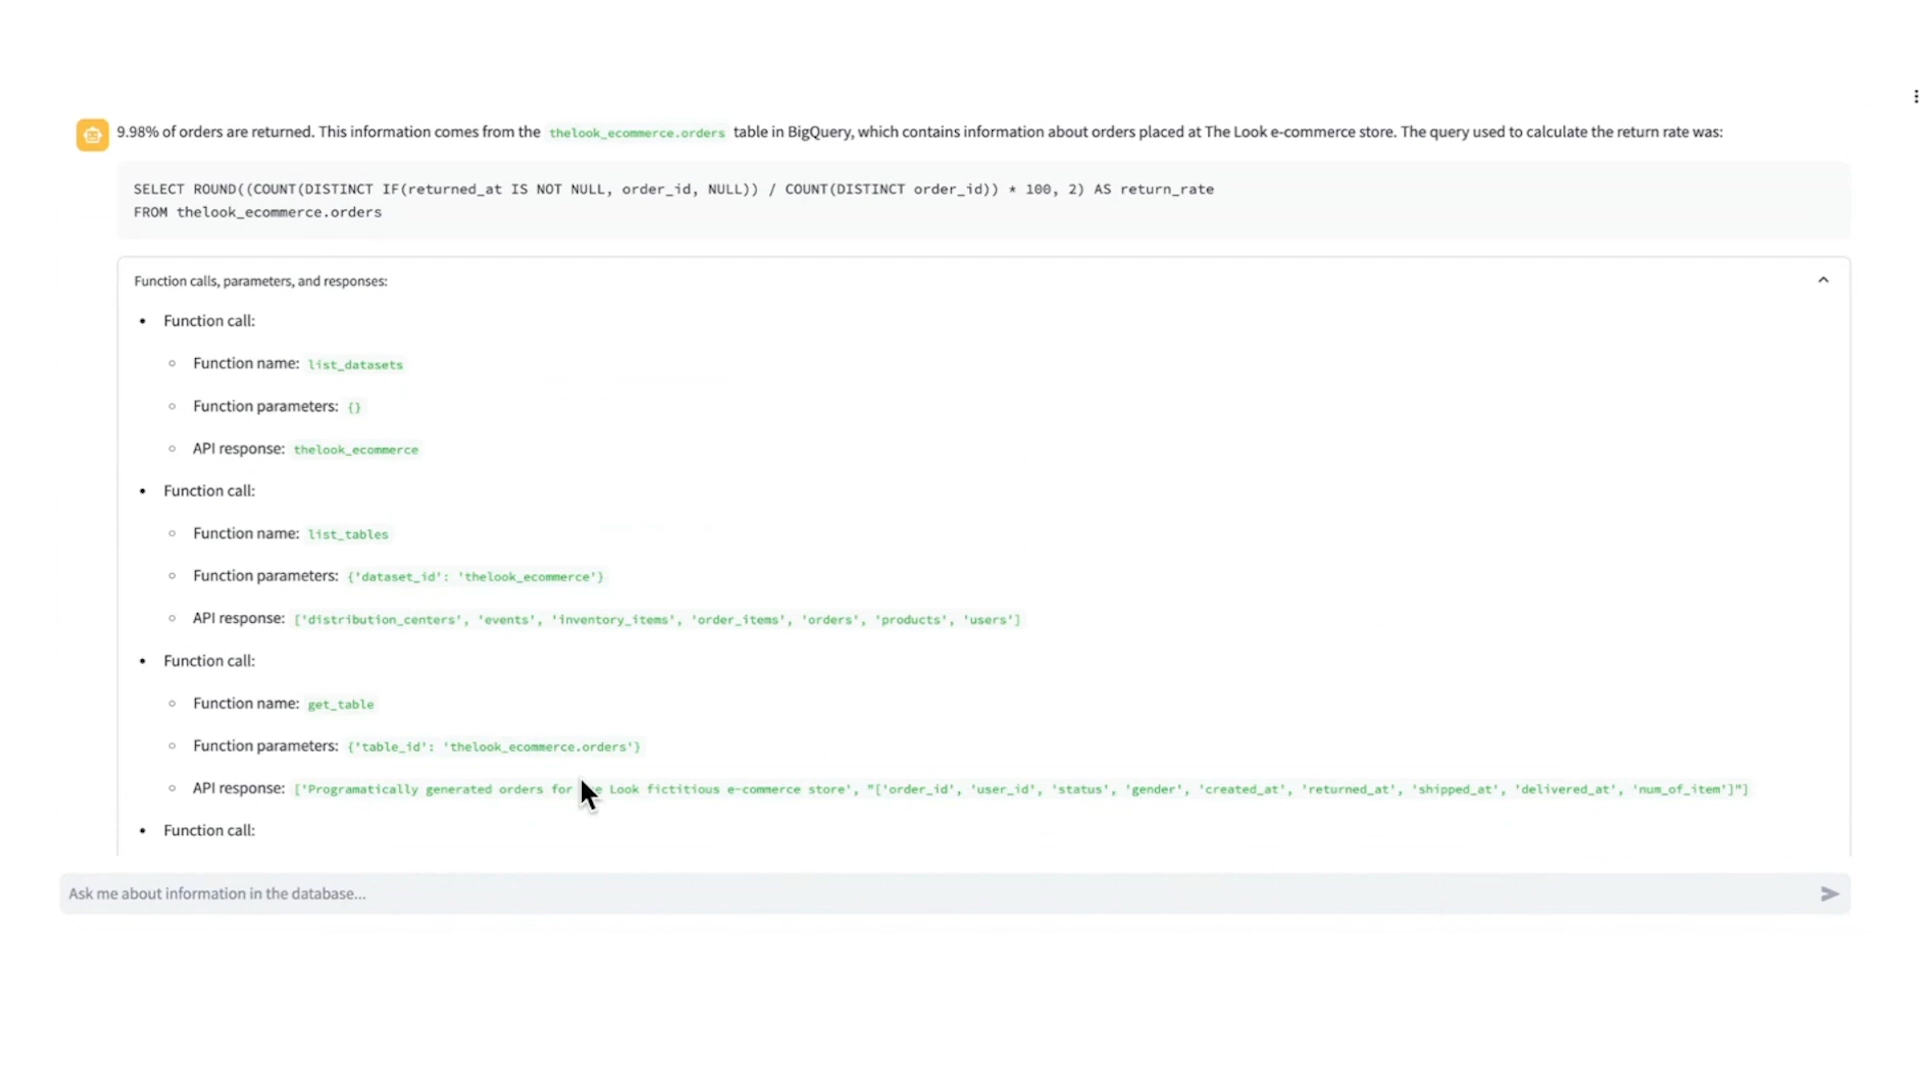 9.98% of orders are returned. This information comes from the thelook_ecommerce.orders table in BigQuery, which contains information about orders placed at The Look e-commerce store. The query used to calculate the return rate was:
SELECT ROUND((COUNT(DISTINCT IF(returned_at IS NOT NULL, order_id, NULL)) / COUNT(DISTINCT order_id)) * 100, 2) AS return_rate
FROM thelook_ecommerce.orders
Function calls, parameters, and responses:
Function call:
Function name: list_datasets
Function parameters: {}
API response: thelook_ecommerce
Function call:
Function name: list_tables
Function parameters: {'dataset_id': 'thelook_ecommerce'}
API response: ['distribution_centers', 'events', 'inventory_items', 'order_items', 'orders', 'products', 'users']
Function call:
Function name: get_table
Function parameters: {'table_id': 'thelook_ecommerce.orders'}
API response: ['Programatically generated orders for Look fictitious e-commerce store', "['order_id', 'user_id', 'status', 'gender', 'created_at', 'returned_at', 'shipped_at', 'delivered_at', 'num_of_item']"]
Function call:
Ask me about information in the database...